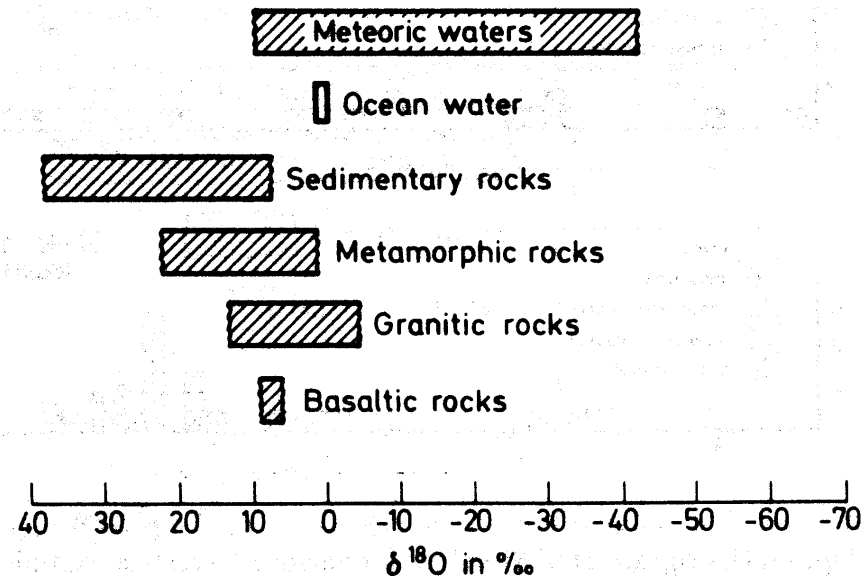 Meteoric waters
Ocean water
Sedimentary rocks
Metamorphic rocks
Granitic rocks
Basaltic rocks
40 30 20 10 0 -10 -20 -30 -40 -50 -60 -70
δ ¹⁸O in ‰